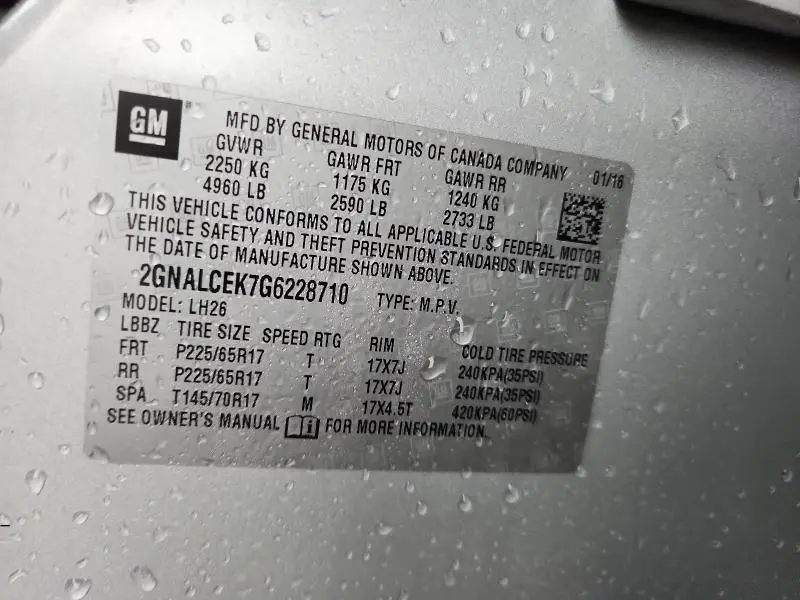 GM
MFD BY GENERAL MOTORS OF CANADA COMPANY 01/16
GVWR GAWR FRT GAWR RR
2250 KG 1175 KG 1240 KG
4960 LB 2590 LB 2733 LB
THIS VEHICLE CONFORMS TO ALL APPLICABLE U.S. FEDERAL MOTOR
VEHICLE SAFETY AND THEFT PREVENTION STANDARDS IN EFFECT ON
THE DATE OF MANUFACTURE SHOWN ABOVE.
2GNALCEK7G6228710 TYPE: M.P.V.
MODEL: LH26
LBBZ TIRE SIZE SPEED RTG RIM COLD TIRE PRESSURE
FRT P225/65R17 T 17X7J 240KPA(35PSI)
RR P225/65R17 T 17X7J 240KPA(35PSI)
SPA T145/70R17 M 17X4.5T 420KPA(60PSI)
SEE OWNER'S MANUAL i FOR MORE INFORMATION.